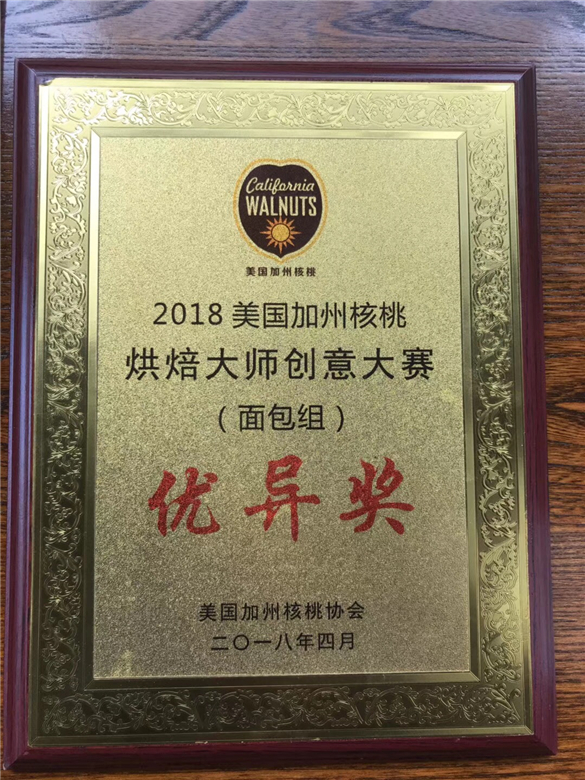 California
WALNUTS
美国加州核桃
2018 美国加州核桃
烘焙大师创意大赛
（面包组）
优异奖
美国加州核桃协会
二〇一八年四月